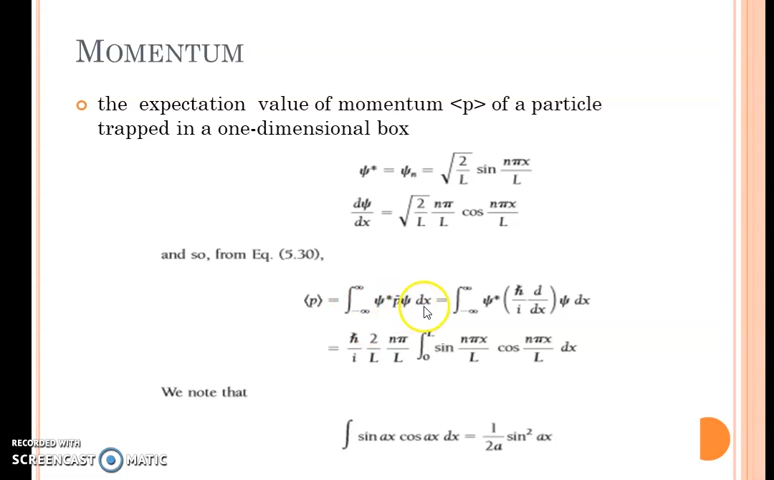 MOMENTUM
the expectation value of momentum <p> of a particle
trapped in a one-dimensional box
ψ* = ψₙ = √(2/L) sin nπx/L
dψ/dx = √(2/L) nπ/L cos nπx/L
and so, from Eq. (5.30),
⟨p⟩ = ∫_{-∞}^{∞} ψ*p̂ψ dx = ∫_{-∞}^{∞} ψ*(ħ/i d/dx)ψ dx
= ħ/i 2/L nπ/L ∫₀ᴸ sin nπx/L cos nπx/L dx
We note that
∫ sin ax cos ax dx = 1/2a sin² ax
RECORDED WITH
SCREENCAST MATIC